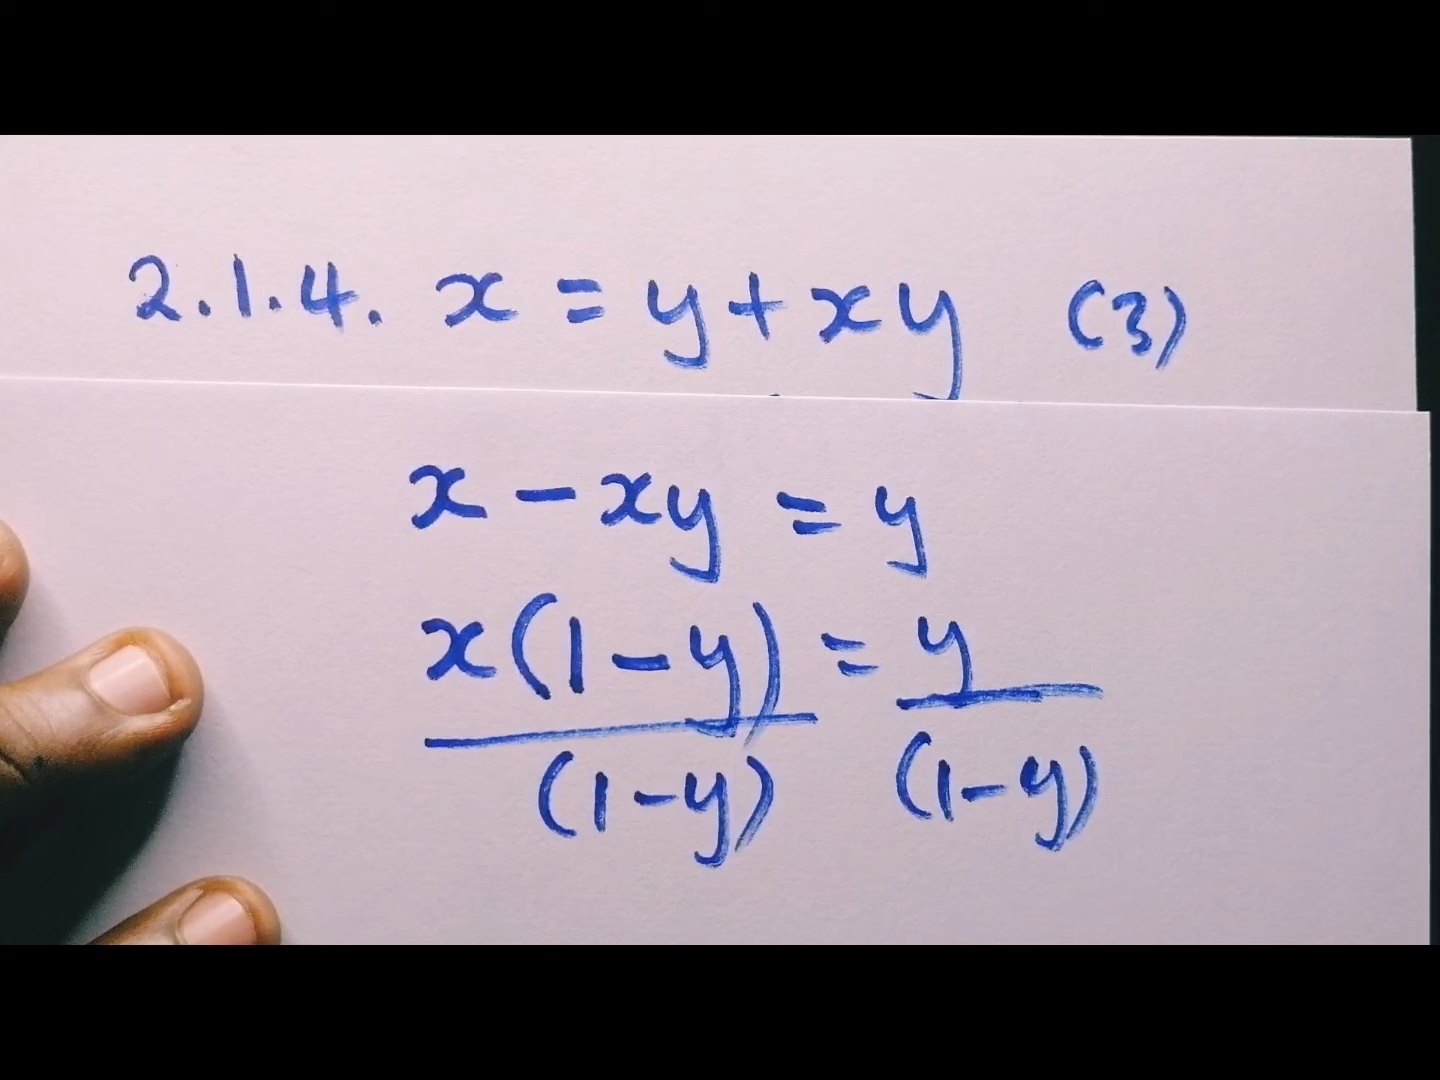 2.1.4. x = y + xy (3)
x - xy = y
x(1-y) = y
(1-y) (1-y)